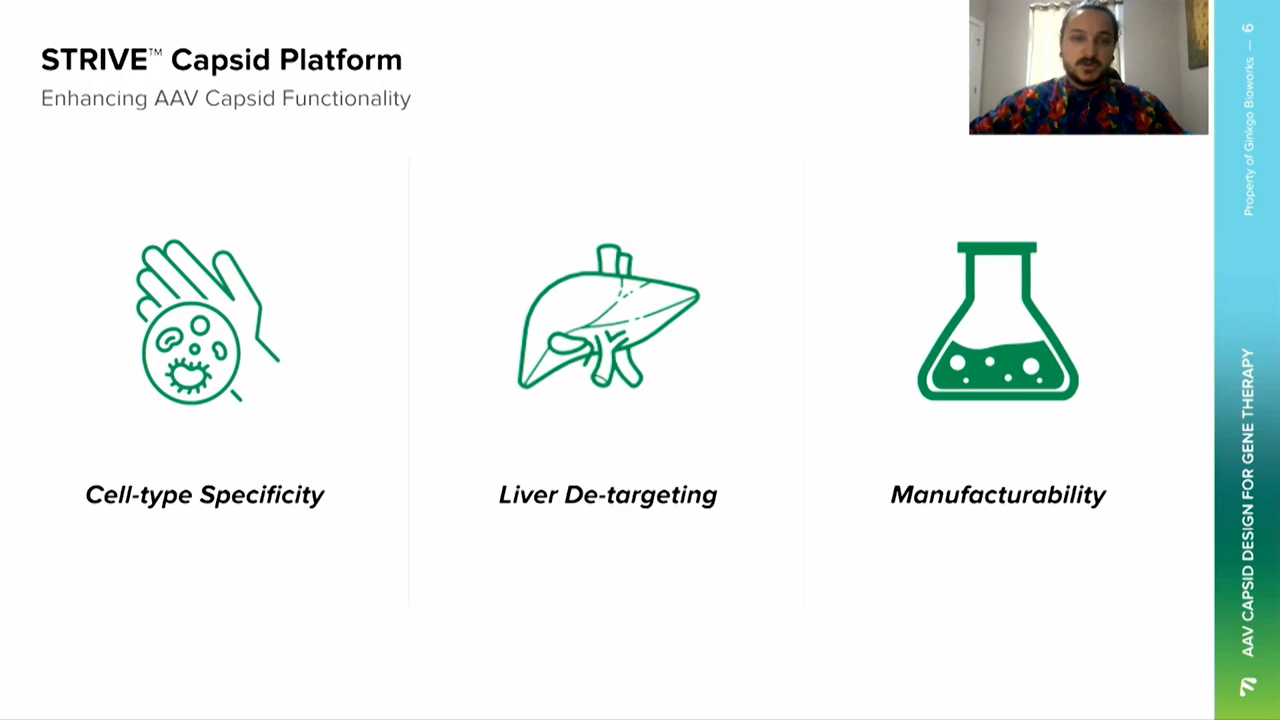 STRIVE™ Capsid Platform
Enhancing AAV Capsid Functionality
Cell-type Specificity
Liver De-targeting
Manufacturability
Property of Ginkgo Bioworks — 6
AAV CAPSID DESIGN FOR GENE THERAPY